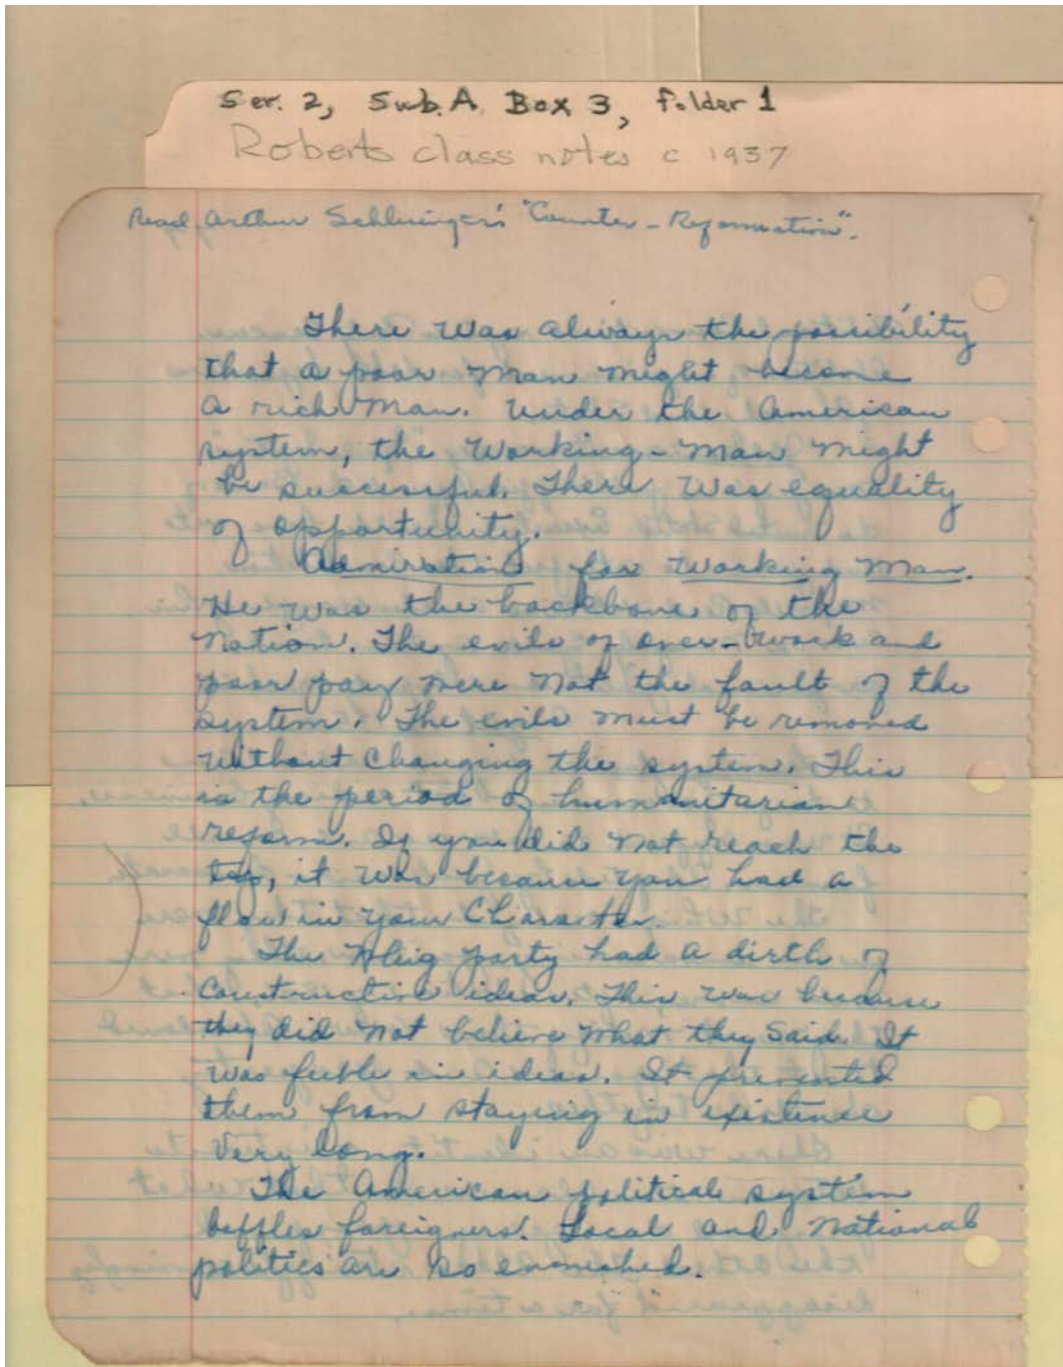 Ser. 2, Sub. A, Box 3, Folder 1
Roberts class notes c 1937
Read Arthur Schlesinger's "Counter-Reformation".
There was always the possibility
that a poor man might become
a rich man. Under the American
system, the working-man might
be successful. There was equality
of opportunity.
Admiration for working man.
He was the backbone of the
nation. The evils of over-work and
poor pay were not the fault of the
system. The evils must be removed
without changing the system. This
is the period of humanitarian
reform. If you did not reach the
top, it was because you had a
flaw in your character.
The Whig party had a dirth of
constructive ideas. This was because
they did not believe what they said. It
was feeble in ideas. It prevented
them from staying in existence
very long.
The American political system
baffles foreigners. Local and national
politics are so enmeshed.